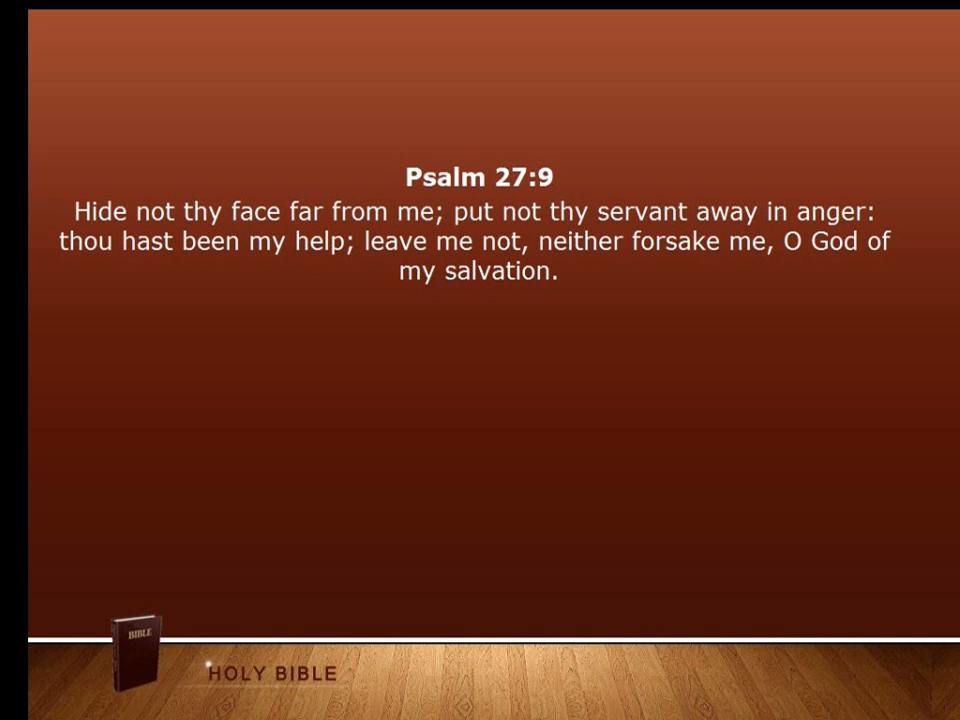 Psalm 27:9
Hide not thy face far from me; put not thy servant away in anger:
thou hast been my help; leave me not, neither forsake me, O God of
my salvation.
BIBLE
HOLY BIBLE